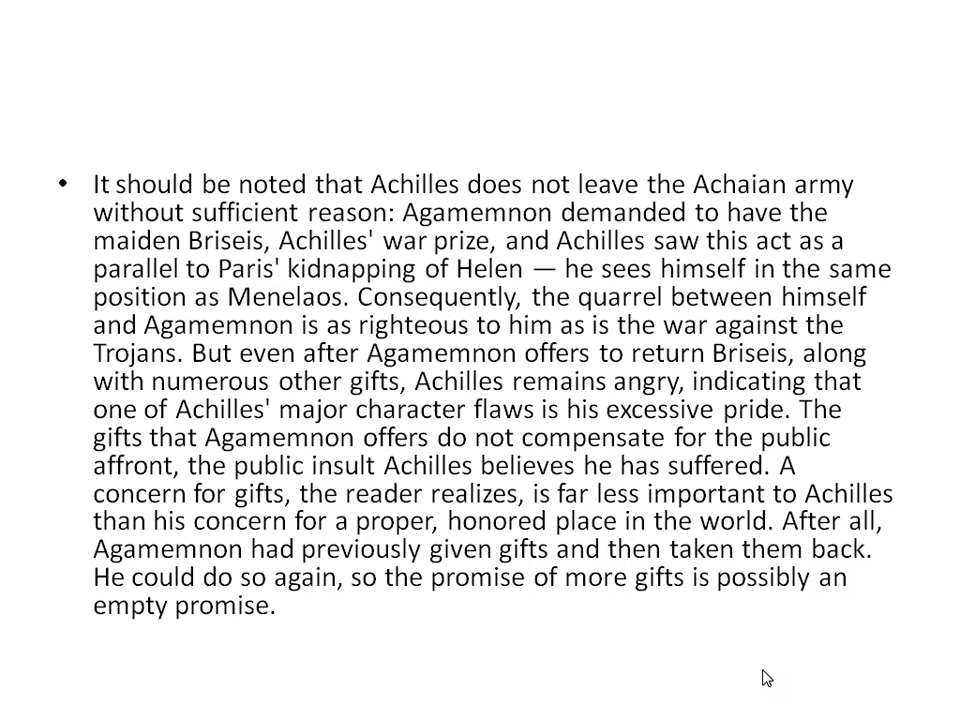 • It should be noted that Achilles does not leave the Achaian army
without sufficient reason: Agamemnon demanded to have the
maiden Briseis, Achilles' war prize, and Achilles saw this act as a
parallel to Paris' kidnapping of Helen — he sees himself in the same
position as Menelaos. Consequently, the quarrel between himself
and Agamemnon is as righteous to him as is the war against the
Trojans. But even after Agamemnon offers to return Briseis, along
with numerous other gifts, Achilles remains angry, indicating that
one of Achilles' major character flaws is his excessive pride. The
gifts that Agamemnon offers do not compensate for the public
affront, the public insult Achilles believes he has suffered. A
concern for gifts, the reader realizes, is far less important to Achilles
than his concern for a proper, honored place in the world. After all,
Agamemnon had previously given gifts and then taken them back.
He could do so again, so the promise of more gifts is possibly an
empty promise.